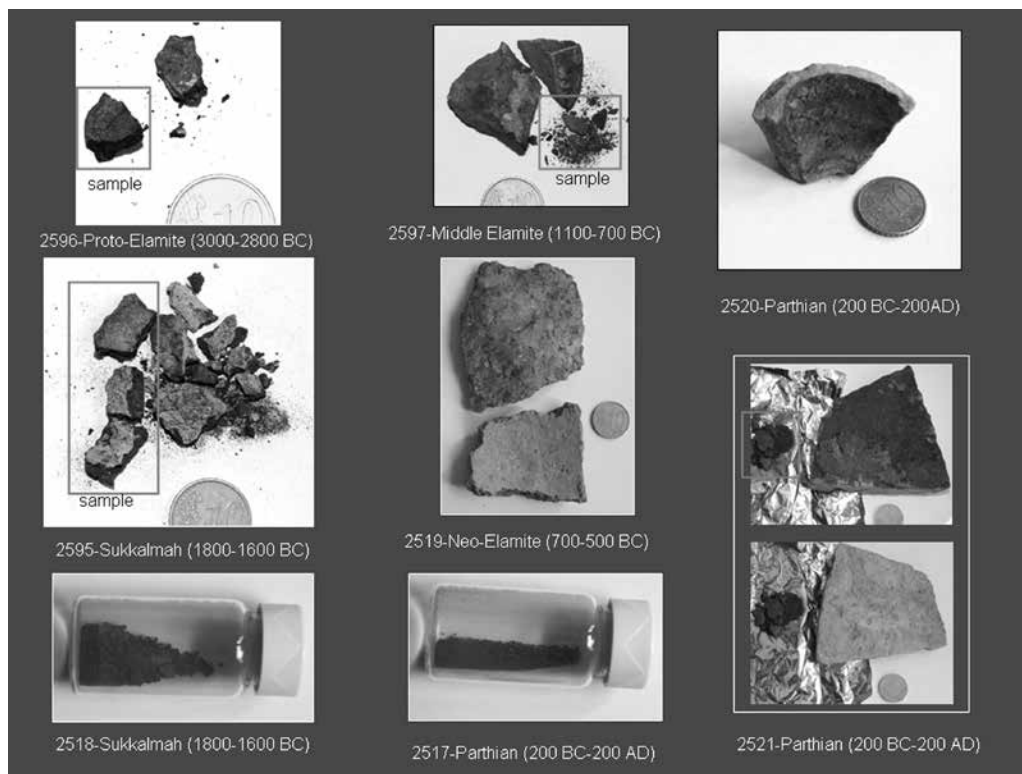 sample
2596-Proto-Elamite (3000-2800 BC)
sample
2597-Middle Elamite (1100-700 BC)
2520-Parthian (200 BC-200AD)
sample
2595-Sukkalmah (1800-1600 BC)
2519-Neo-Elamite (700-500 BC)
2518-Sukkalmah (1800-1600 BC)
2517-Parthian (200 BC-200 AD)
2521-Parthian (200 BC-200 AD)